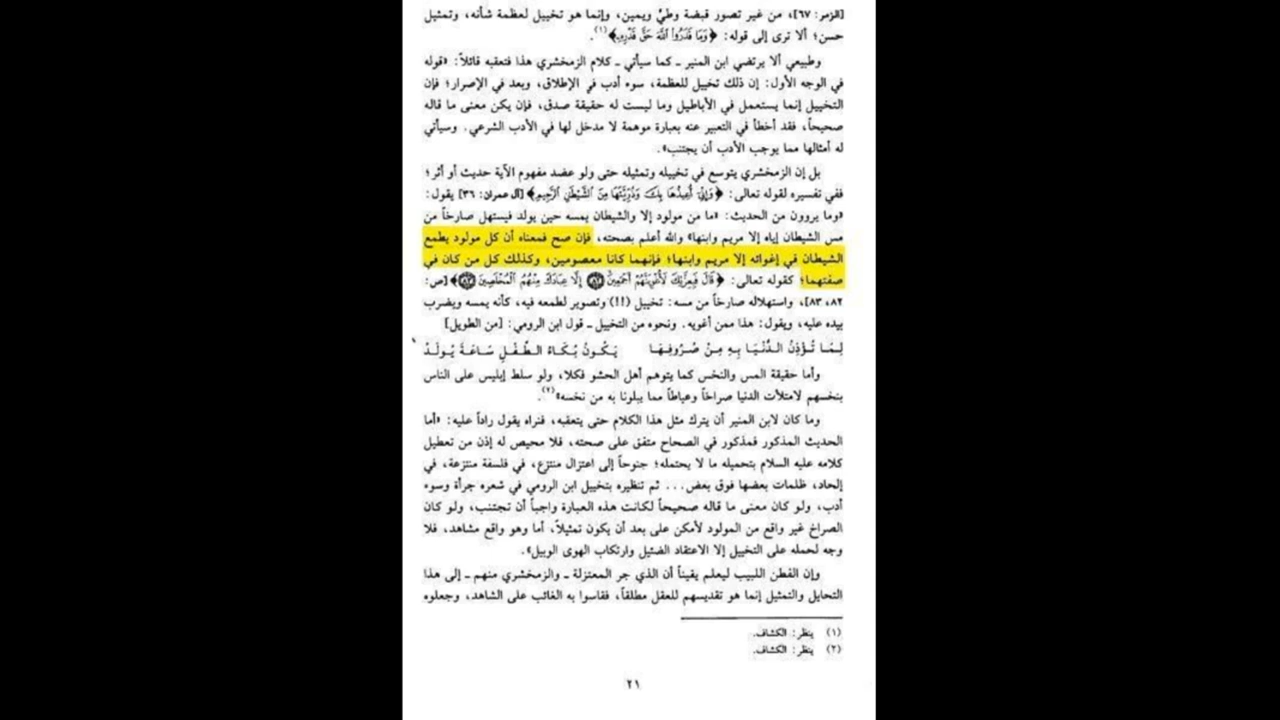 [الزمر: ٦٧]، من غير تصور قبضة وطيٍّ ويمين، وإنما هو تخييل لعظمة شأنه، وتمثيل
حسن؛ ألا ترى إلى قوله: ﴿وَمَا قَدَرُوا۟ ٱللَّهَ حَقَّ قَدْرِهِۦ﴾(١).
وطبيعي ألا يرتضي ابن المنير ـ كما سيأتي ـ كلام الزمخشري هذا فتعقبه قائلاً: «قوله
في الوجه الأول: إن ذلك تخييل للعظمة، سوء أدب في الإطلاق، وبعد في الإصرار؛ فإن
التخييل إنما يستعمل في الأباطيل وما ليست له حقيقة صدق، فإن يكن معنى ما قاله
صحيحاً، فقد أخطأ في التعبير عنه بعبارة موهمة لا مدخل لها في الأدب الشرعي. وسيأتي
له أمثالها مما يوجب الأدب أن يجتنب».
بل إن الزمخشري يتوسع في تخييله وتمثيله حتى ولو عضد مفهوم الآية حديث أو أثر؛
ففي تفسيره لقوله تعالى: ﴿وَإِنِّىٓ أُعِيذُهَا بِكَ وَذُرِّيَّتَهَا مِنَ ٱلشَّيْطَٰنِ ٱلرَّجِيمِ﴾ [آل عمران: ٣٦] يقول:
«وما يروون من الحديث: «ما من مولود إلا والشيطان يمسه حين يولد فيستهل صارخاً من
مس الشيطان إياه إلا مريم وابنها» والله أعلم بصحته، فإن صح فمعناه أن كل مولود يطمع
الشيطان في إغوائه إلا مريم وابنها؛ فإنهما كانا معصومين، وكذلك كل من كان في
صفتهما؛ كقوله تعالى: ﴿قَالَ فَبِعِزَّتِكَ لَأُغْوِيَنَّهُمْ أَجْمَعِينَ ٨٢ إِلَّا عِبَادَكَ مِنْهُمُ ٱلْمُخْلَصِينَ ٨٣﴾ [ص:
٨٢، ٨٣]، واستهلاله صارخاً من مسه: تخييل (!!) وتصوير لطمعه فيه، كأنه يمسه ويضرب
بيده عليه، ويقول: هذا ممن أغويه. ونحوه من التخييل ـ قول ابن الرومي: [من الطويل]
لِمَا تُؤْذِنُ الدُّنْيَا بِهِ مِنْ صُرُوفِهَا يَكُونُ بُكَاءُ الطِّفْلِ سَاعَةَ يُولَدُ
وأما حقيقة المس والنخس كما يتوهم أهل الحشو فكلا، ولو سلط إبليس على الناس
بنخسهم لامتلأت الدنيا صراخاً وعياطاً مما يبلونا به من نخسه»(٢).
وما كان لابن المنير أن يترك مثل هذا الكلام حتى يتعقبه، فنراه يقول راداً عليه: «أما
الحديث المذكور فمذكور في الصحاح متفق على صحته، فلا محيص له إذن من تعطيل
كلامه عليه السلام بتحميله ما لا يحتمله؛ جنوحاً إلى اعتزال منتزع، في فلسفة منتزعة، في
إلحاد، ظلمات بعضها فوق بعض... ثم تنظيره بتخييل ابن الرومي في شعره جرأة وسوء
أدب، ولو كان معنى ما قاله صحيحاً لكانت هذه العبارة واجباً أن تجتنب، ولو كان
الصراخ غير واقع من المولود لأمكن على بعد أن يكون تمثيلاً، أما وهو واقع مشاهد، فلا
وجه لحمله على التخييل إلا الاعتقاد الضئيل وارتكاب الهوى الوبيل».
وإن الفطن اللبيب ليعلم يقيناً أن الذي جر المعتزلة ـ والزمخشري منهم ـ إلى هذا
التحايل والتمثيل إنما هو تقديسهم للعقل مطلقاً، فقاسوا به الغائب على الشاهد، وجعلوه
(١) ينظر: الكشاف.
(٢) ينظر: الكشاف.
٢١